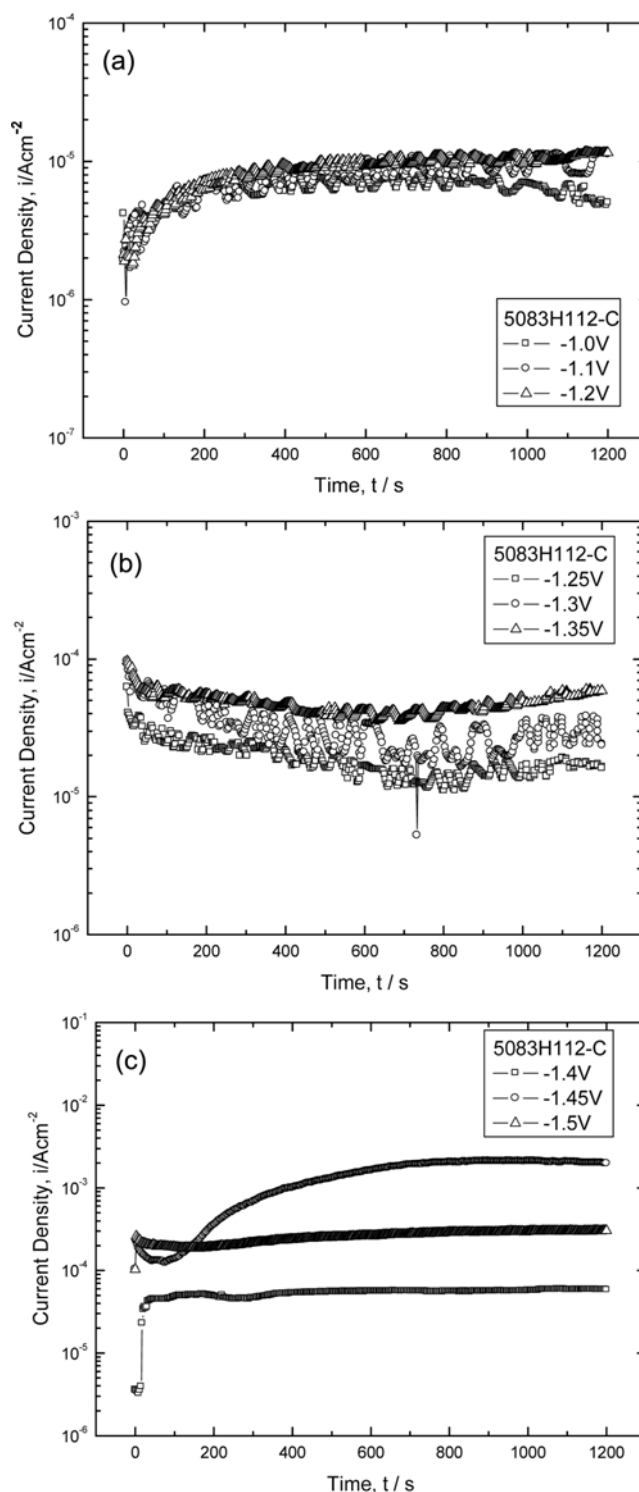 (a)
10⁻⁴
10⁻⁵
10⁻⁶
10⁻⁷
Current Density, i/Acm⁻²
5083H112-C
-1.0V
-1.1V
-1.2V
0 200 400 600 800 1000 1200
Time, t / s
(b)
10⁻³
10⁻⁴
10⁻⁵
10⁻⁶
Current Density, i/Acm⁻²
5083H112-C
-1.25V
-1.3V
-1.35V
0 200 400 600 800 1000 1200
Time, t / s
(c)
10⁻¹
10⁻²
10⁻³
10⁻⁴
10⁻⁵
10⁻⁶
Current Density, i/Acm⁻²
5083H112-C
-1.4V
-1.45V
-1.5V
0 200 400 600 800 1000 1200
Time, t / s